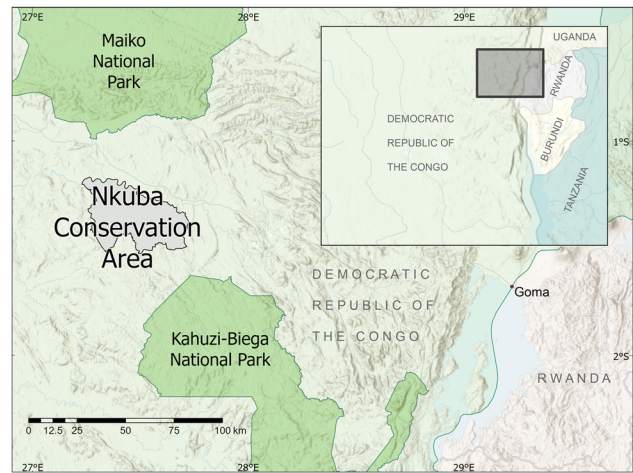 27°E
28°E
29°E
Maiko
National
Park
UGANDA
RWANDA
DEMOCRATIC
REPUBLIC OF
THE CONGO
BURUNDI
TANZANIA
1°S
Nkuba
Conservation
Area
DEMOCRATIC
REPUBLIC OF
THE CONGO
Goma
Kahuzi-Biega
National Park
2°S
RWANDA
0 12.5 25 50 75 100 km
27°E
28°E
29°E